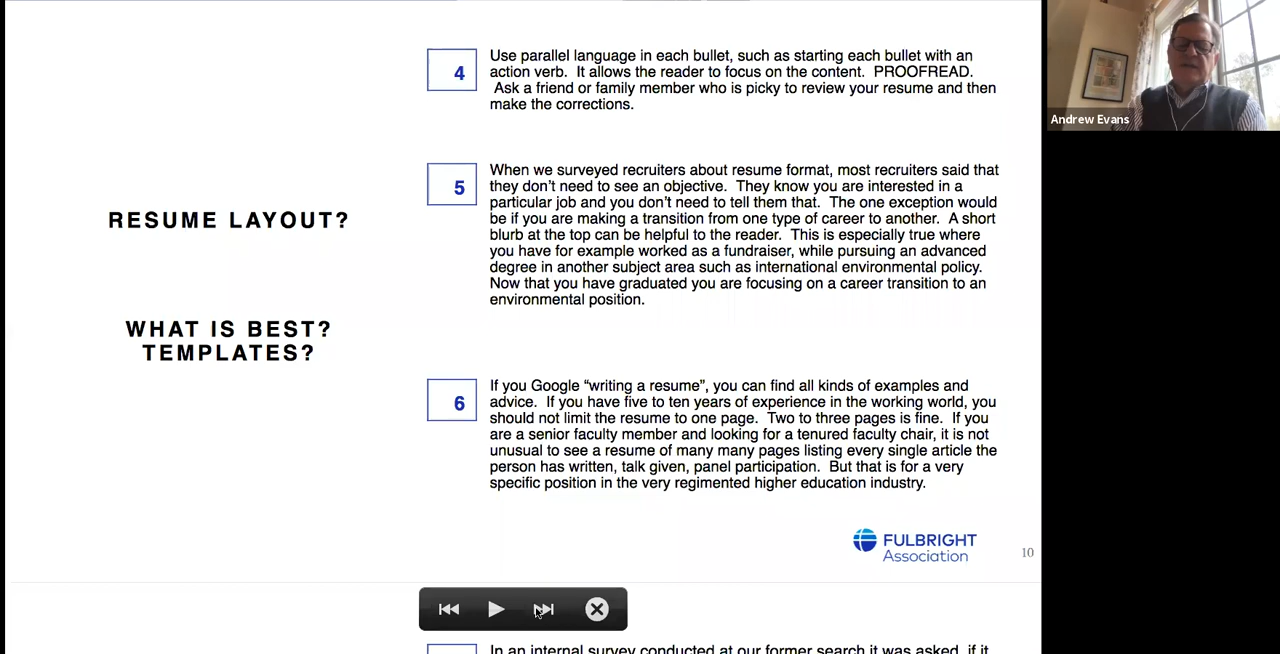 RESUME LAYOUT?
WHAT IS BEST?
TEMPLATES?
4
Use parallel language in each bullet, such as starting each bullet with an
action verb.  It allows the reader to focus on the content.  PROOFREAD.
Ask a friend or family member who is picky to review your resume and then
make the corrections.
5
When we surveyed recruiters about resume format, most recruiters said that
they don’t need to see an objective.  They know you are interested in a
particular job and you don’t need to tell them that.  The one exception would
be if you are making a transition from one type of career to another.  A short
blurb at the top can be helpful to the reader.  This is especially true where
you have for example worked as a fundraiser, while pursuing an advanced
degree in another subject area such as international environmental policy.
Now that you have graduated you are focusing on a career transition to an
environmental position.
6
If you Google “writing a resume”, you can find all kinds of examples and
advice.  If you have five to ten years of experience in the working world, you
should not limit the resume to one page.  Two to three pages is fine.  If you
are a senior faculty member and looking for a tenured faculty chair, it is not
unusual to see a resume of many many pages listing every single article the
person has written, talk given, panel participation.  But that is for a very
specific position in the very regimented higher education industry.
FULBRIGHT
Association
10
In an internal survey conducted at our former search it was asked, if it
Andrew Evans